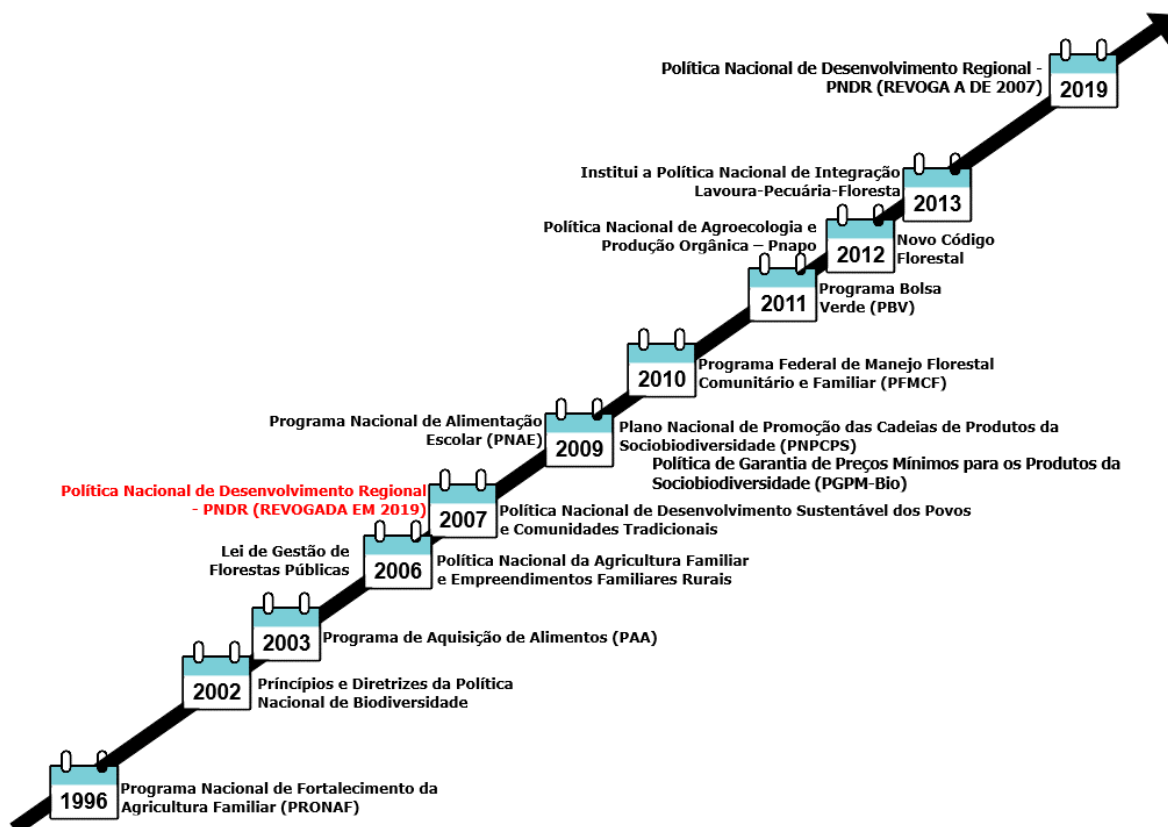 Política Nacional de Desenvolvimento Regional -
PNDR (REVOGA A DE 2007)
2019
Institui a Política Nacional de Integração
Lavoura-Pecuária-Floresta
2013
Política Nacional de Agroecologia e
Produção Orgânica – Pnapo
2012
Novo Código
Florestal
2011
Programa Bolsa
Verde (PBV)
2010
Programa Federal de Manejo Florestal
Comunitário e Familiar (PFMCF)
Programa Nacional de Alimentação
Escolar (PNAE)
2009
Plano Nacional de Promoção das Cadeias de Produtos da
Sociobiodiversidade (PNPCPS)
Política de Garantia de Preços Mínimos para os Produtos da
Sociobiodiversidade (PGPM-Bio)
Política Nacional de Desenvolvimento Regional
- PNDR (REVOGADA EM 2019)
2007
Política Nacional de Desenvolvimento Sustentável dos Povos
e Comunidades Tradicionais
Lei de Gestão de
Florestas Públicas
2006
Política Nacional da Agricultura Familiar
e Empreendimentos Familiares Rurais
2003
Programa de Aquisição de Alimentos (PAA)
2002
Príncípios e Diretrizes da Política
Nacional de Biodiversidade
1996
Programa Nacional de Fortalecimento da
Agricultura Familiar (PRONAF)